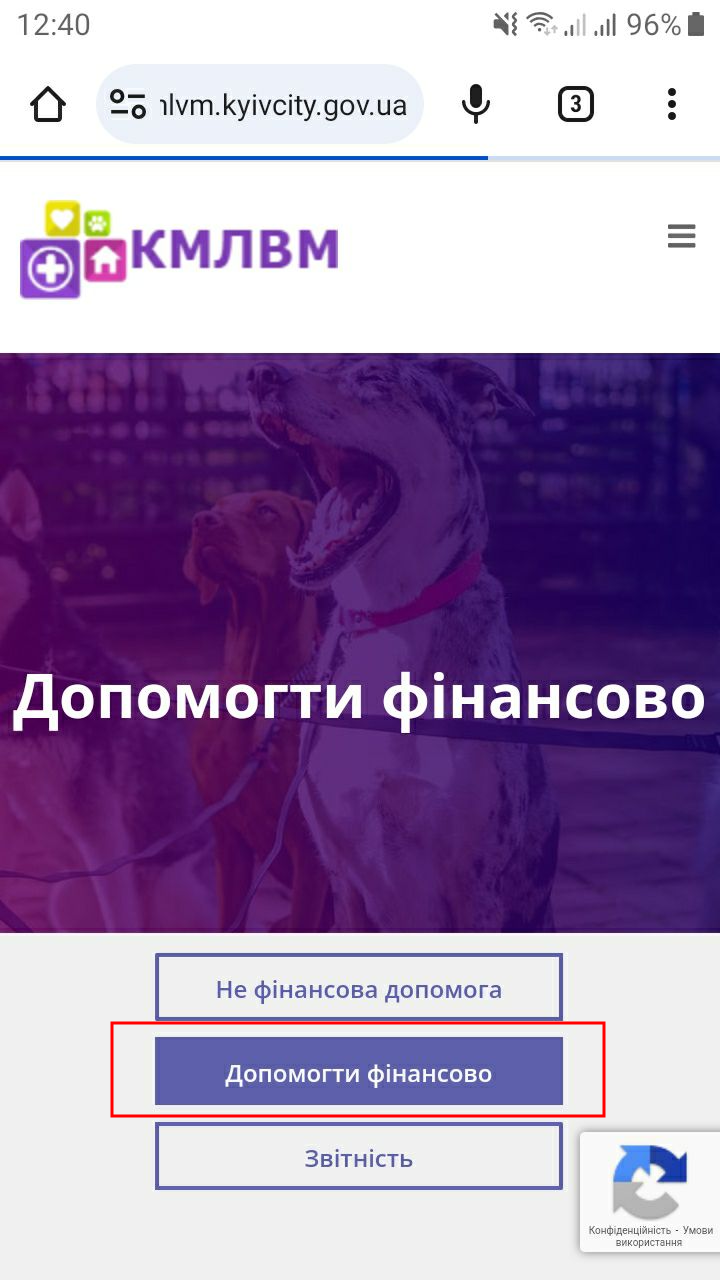 12:40
96%
nlvm.kyivcity.gov.ua
3
КМЛВМ
Допомогти фінансово
Не фінансова допомога
Допомогти фінансово
Звітність
Конфіденційність - Умови
використання